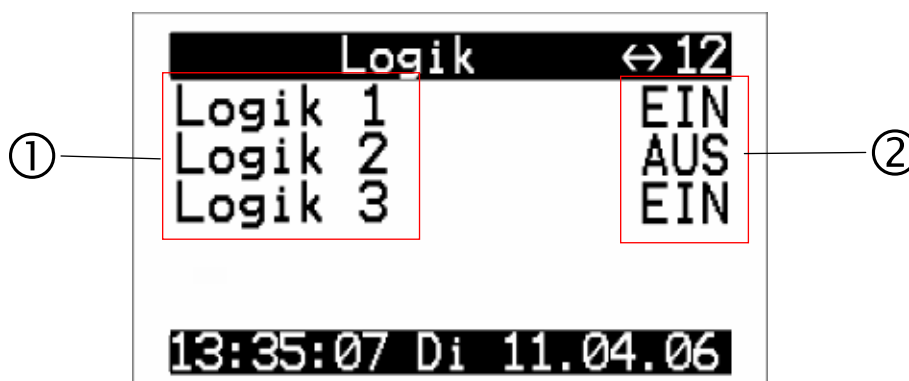 Logik ↔ 12
① Logik 1 EIN
Logik 2 AUS ②
Logik 3 EIN
13:35:07 Di 11.04.06